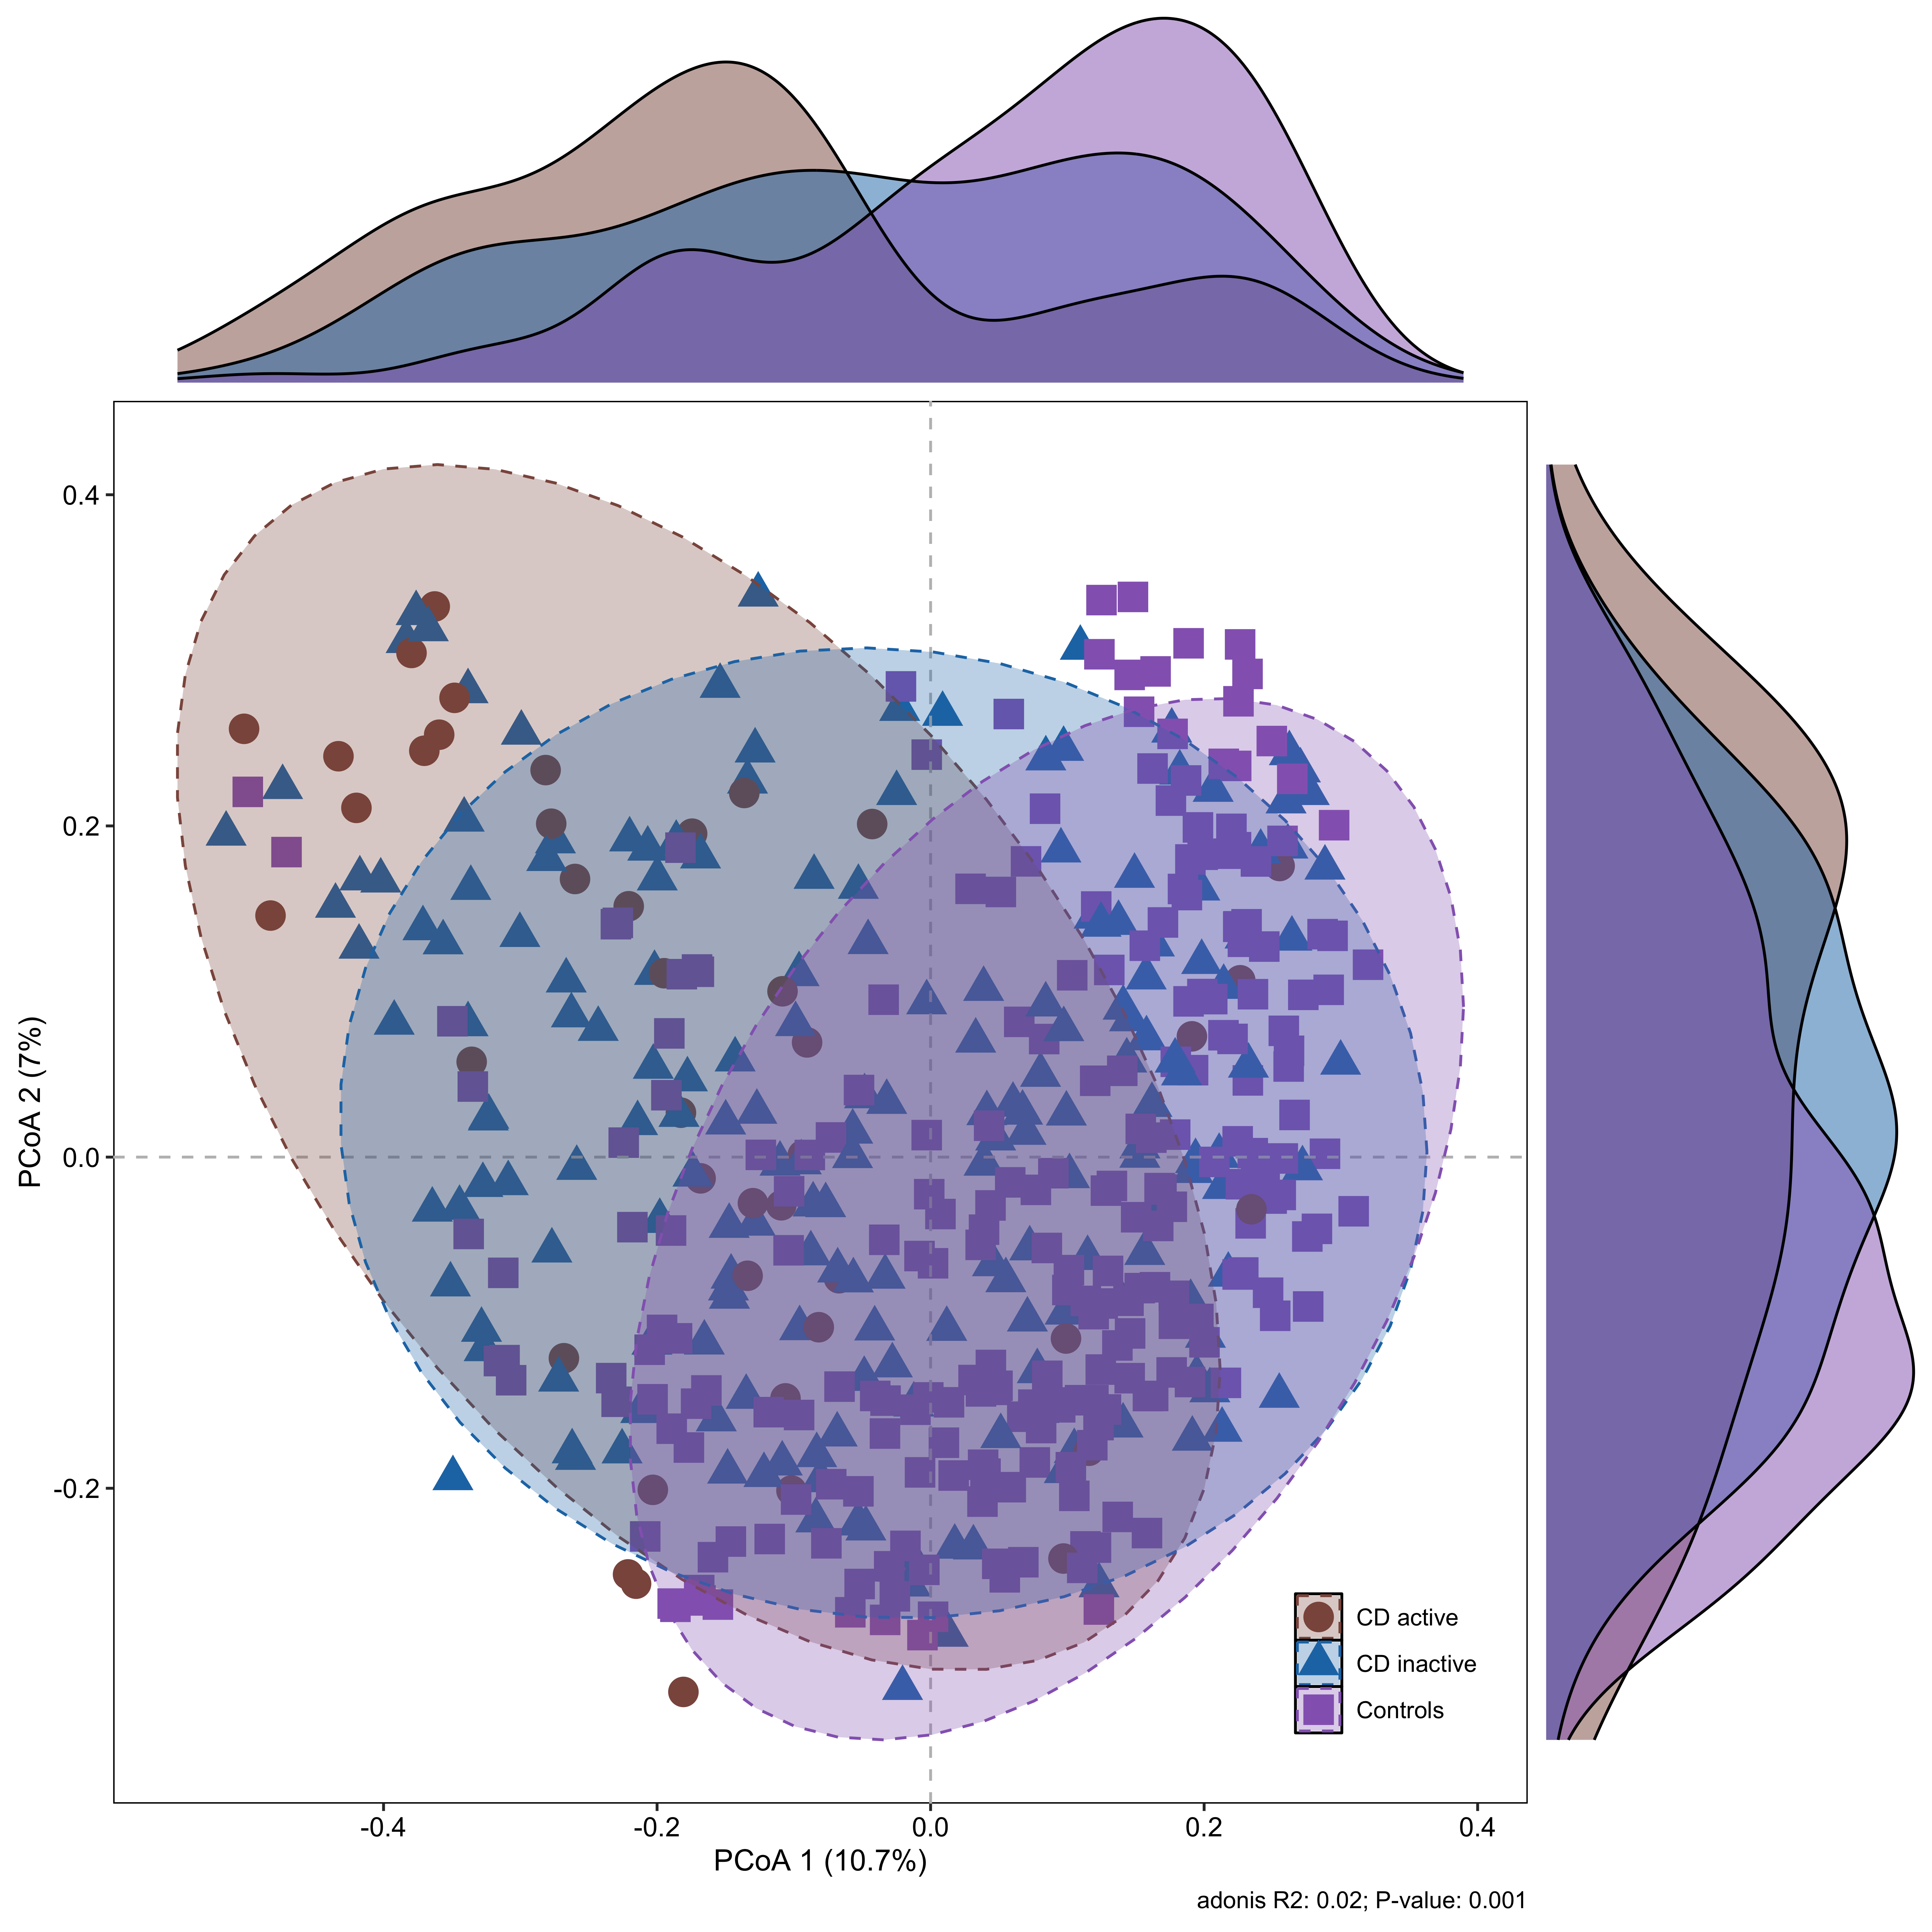 0.4
0.2
0.0
-0.2
PCoA 2 (7%)
CD active
CD inactive
Controls
-0.4
-0.2
0.0
0.2
0.4
PCoA 1 (10.7%)
adonis R2: 0.02; P-value: 0.001